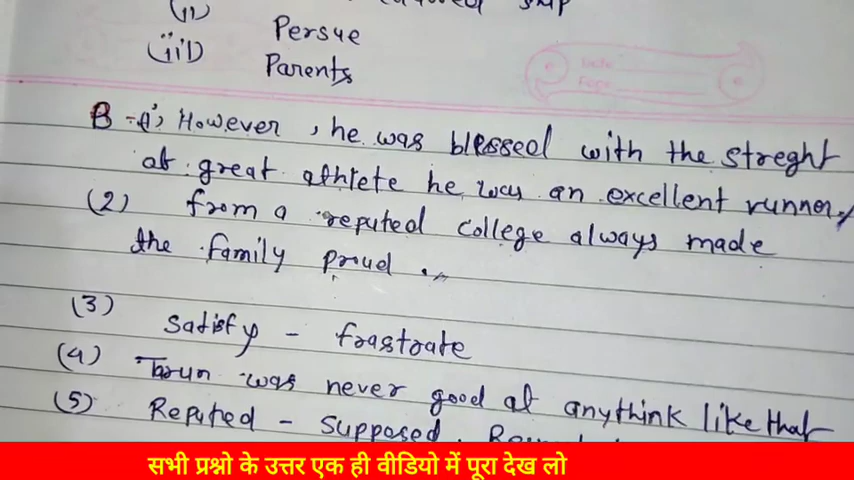 (ii)
Persue
(iii)
Parents
B - (1), However, he was blessed with the streght
of great athlete he was an excellent runner.
(2) from a reputed college always made
the family proud.
(3)
Satisfy - frastrate
(4) Tarun was never good at anythink like that
(5) Reputed - Supposed.
सभी प्रश्नो के उत्तर एक ही वीडियो में पूरा देख लो